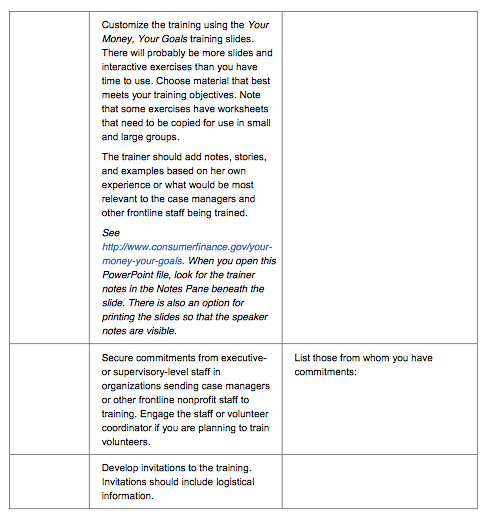 Customize the training using the Your
Money, Your Goals training slides.
There will probably be more slides and
interactive exercises than you have
time to use. Choose material that best
meets your training objectives. Note
that some exercises have worksheets
that need to be copied for use in small
and large groups.
The trainer should add notes, stories,
and examples based on her own
experience or what would be most
relevant to the case managers and
other frontline staff being trained.
See
http://www.consumerfinance.gov/your-
money-your-goals. When you open this
PowerPoint file, look for the trainer
notes in the Notes Pane beneath the
slide. There is also an option for
printing the slides so that the speaker
notes are visible.
Secure commitments from executive-
or supervisory-level staff in
organizations sending case managers
or other frontline nonprofit staff to
training. Engage the staff or volunteer
coordinator if you are planning to train
volunteers.
List those from whom you have
commitments:
Develop invitations to the training.
Invitations should include logistical
information.